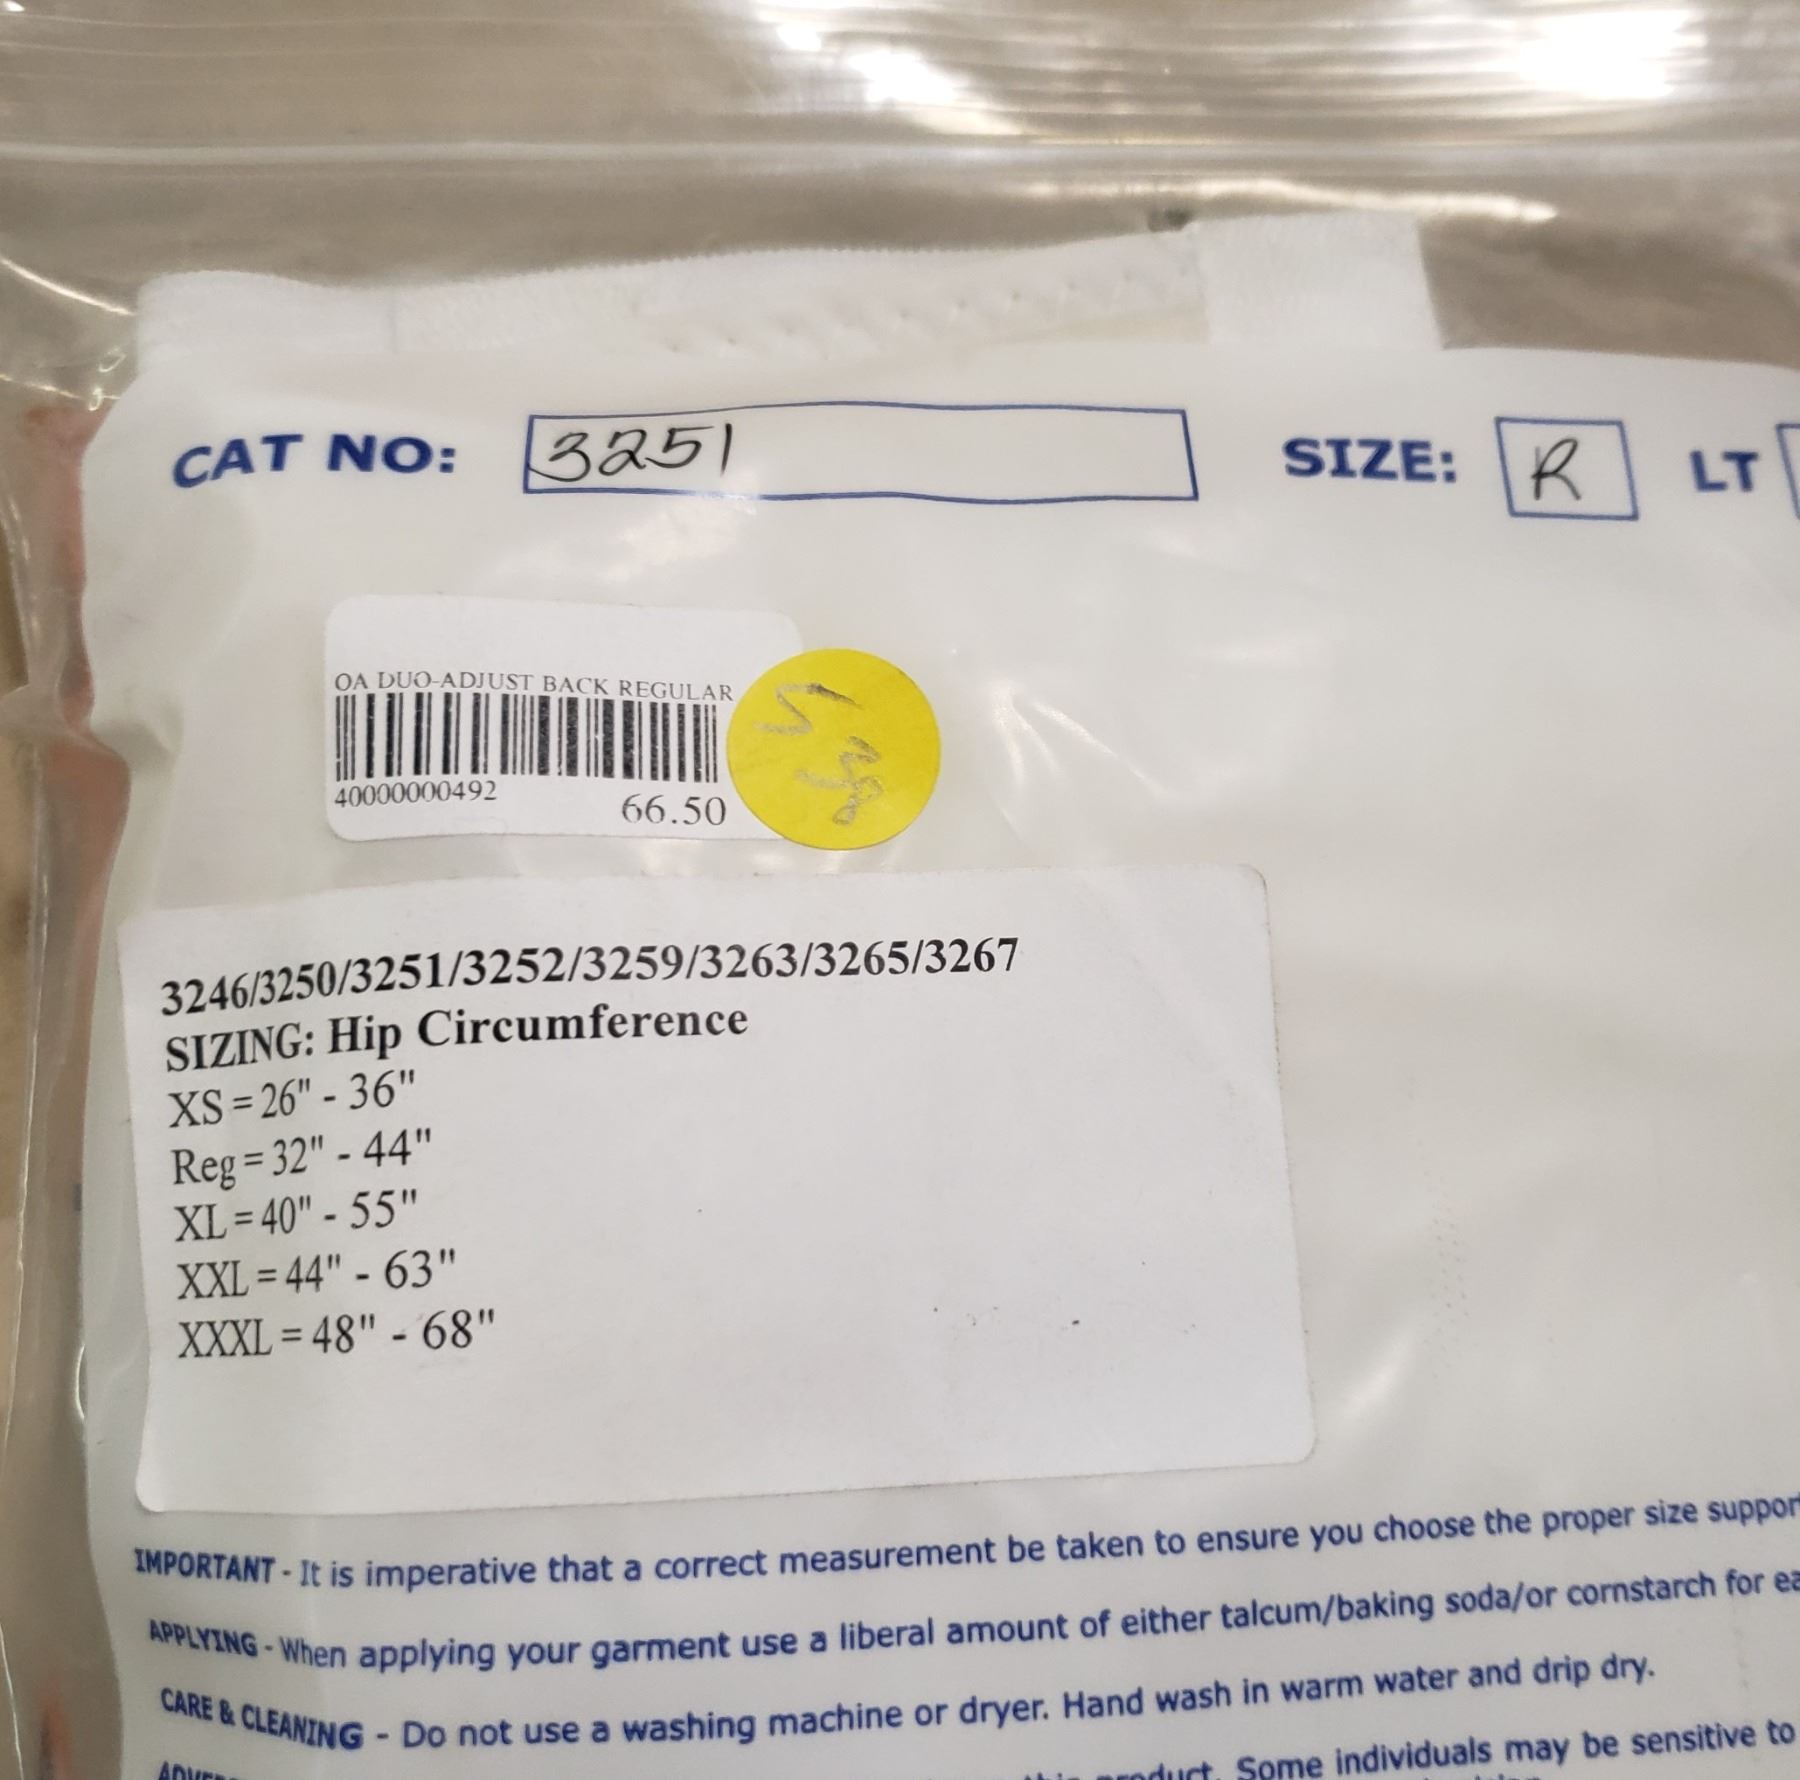 CAT NO: 3251 SIZE: R LT
OA DUO-ADJUST BACK REGULAR
40000000492
66.50
3246/3250/3251/3252/3259/3263/3265/3267
SIZING: Hip Circumference
XS = 26" - 36"
Reg = 32" - 44"
XL = 40" - 55"
XXL = 44" - 63"
XXXL = 48" - 68"
IMPORTANT - It is imperative that a correct measurement be taken to ensure you choose the proper size suppor
APPLYING - When applying your garment use a liberal amount of either talcum/baking soda/or cornstarch for ea
CARE & CLEANING - Do not use a washing machine or dryer. Hand wash in warm water and drip dry.
product. Some individuals may be sensitive to